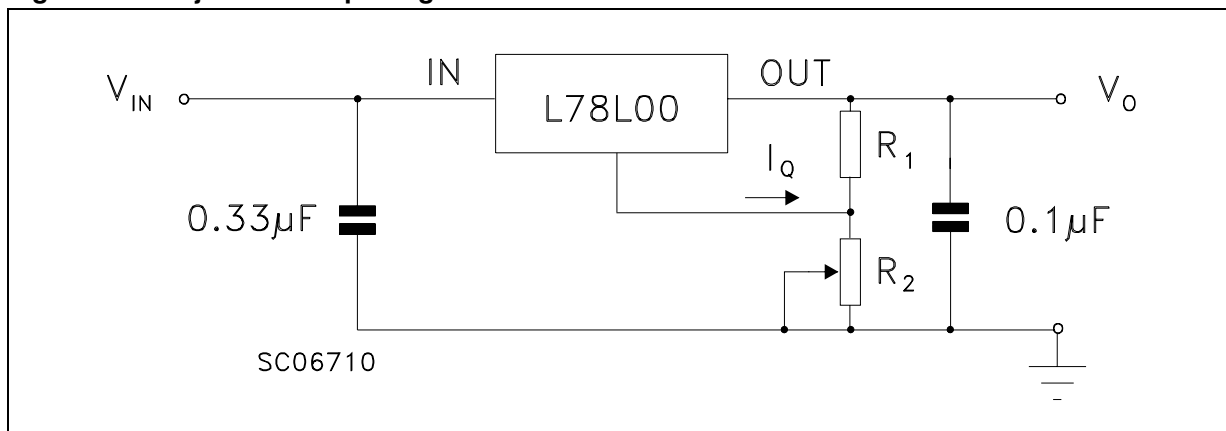 V_IN
IN
L78L00
OUT
V_O
I_Q
R_1
0.33µF
0.1µF
R_2
SC06710